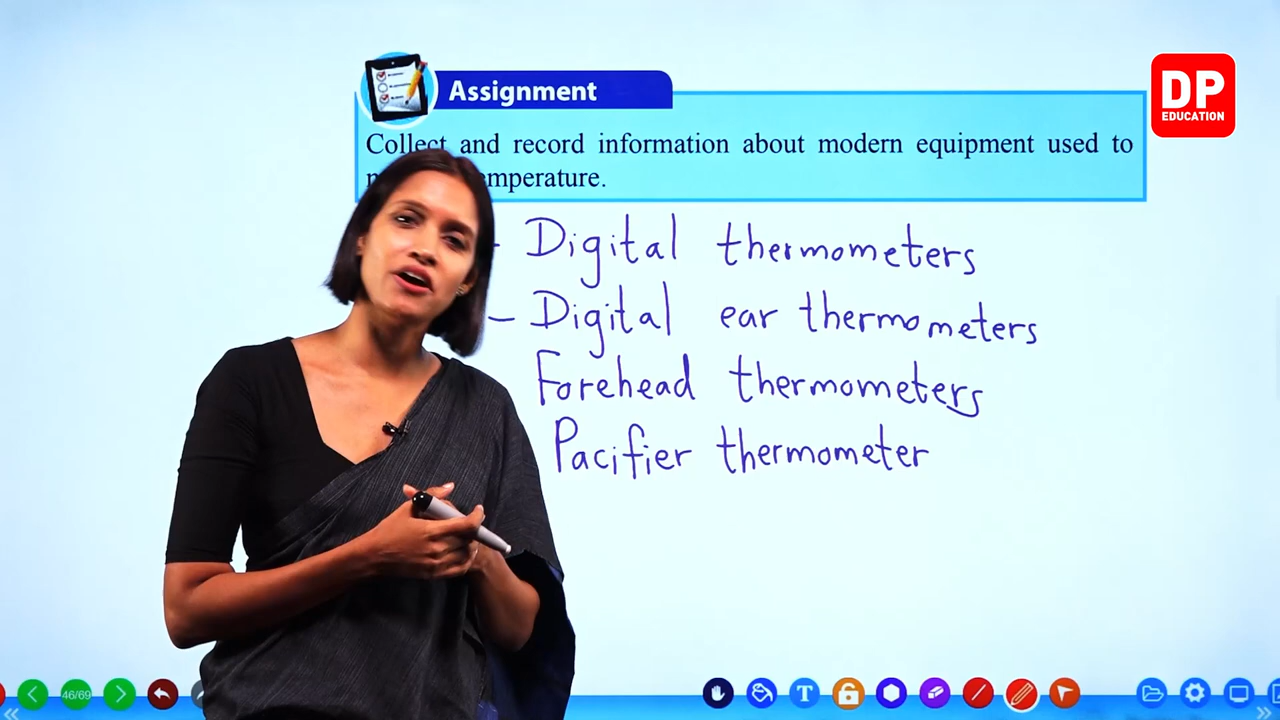 Assignment
DP
EDUCATION
Collect and record information about modern equipment used to
temperature.
- Digital thermometers
- Digital ear thermometers
Forehead thermometers
Pacifier thermometer
46/69
T